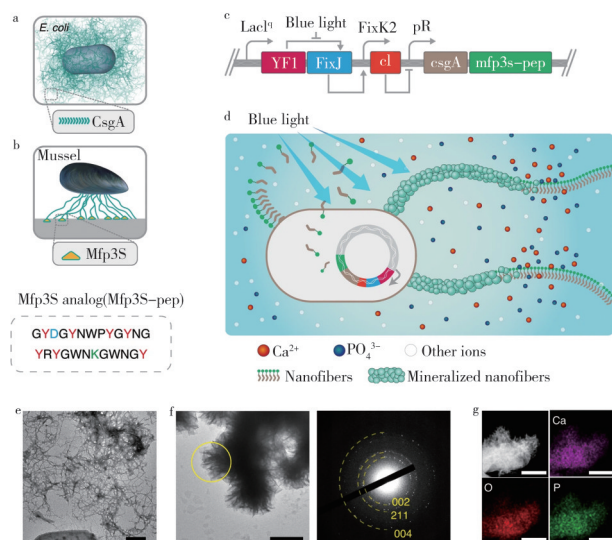 a
E. coli
CsgA
b
Mussel
Mfp3S
Mfp3S analog(Mfp3S-pep)
GYDGYNWPYGYNG
YRYGWNKGWNGY
c
Blue light
LacIq
FixK2
pR
YF1
FixJ
cI
csgA
mfp3s-pep
d
Blue light
Ca²⁺
PO₄³⁻
Other ions
Nanofibers
Mineralized nanofibers
e
f
002
211
004
g
Ca
O
P